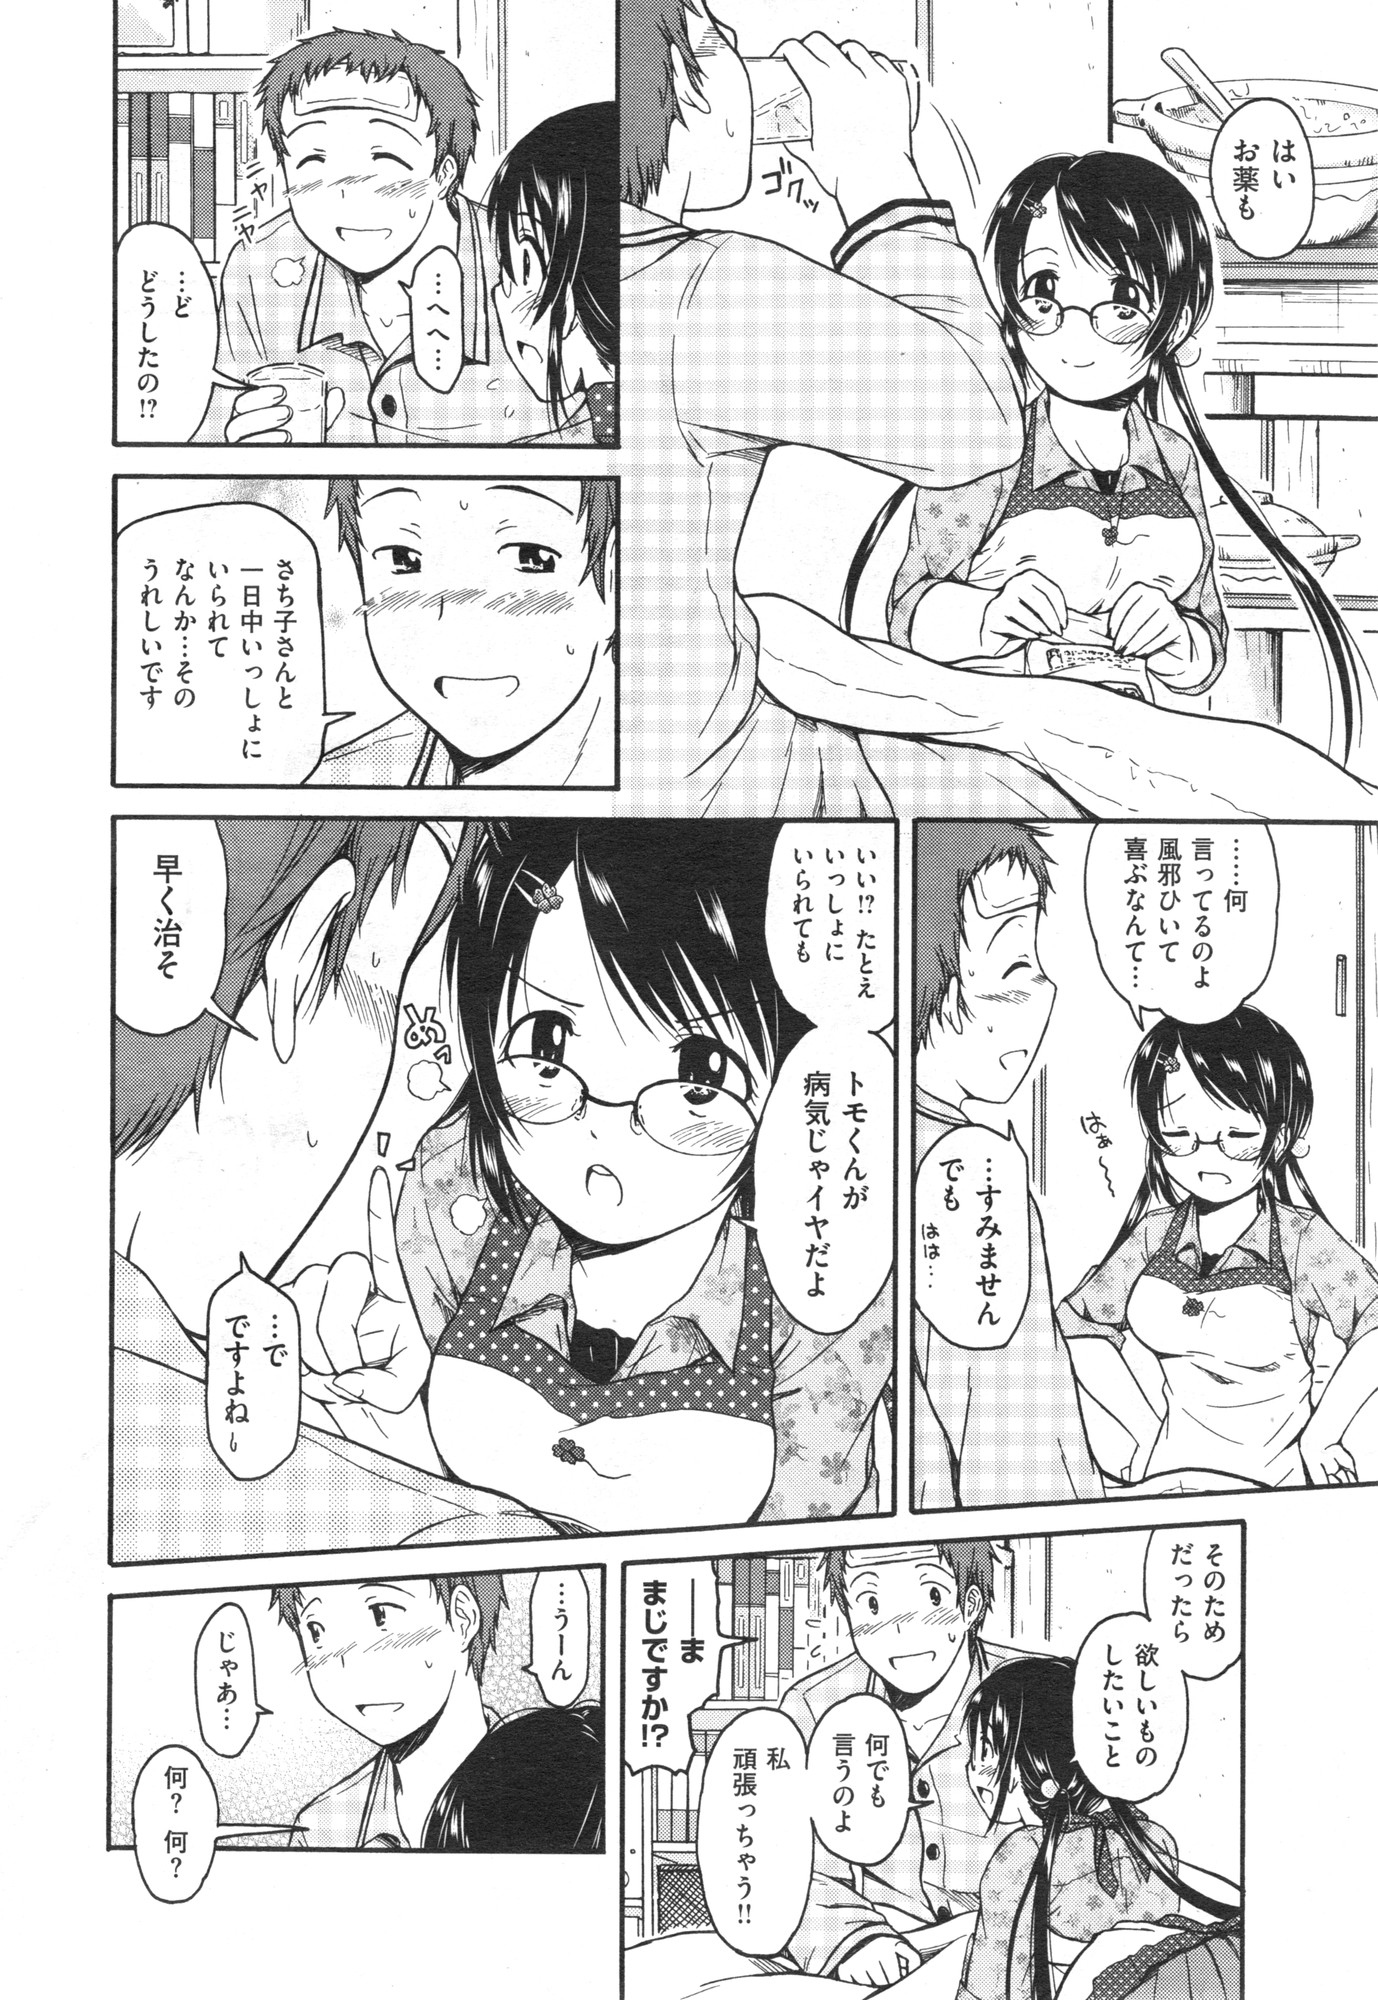 はい
お薬も
ゴクッ
ニャ
ニャ
…へへ…
…ど
どうしたの!?
さち子さんと
一日中いっしょに
いられて
なんか…その
うれしいです
……何
言ってるのよ
風邪ひいて
喜ぶなんて…
はぁ～
…すみません
でも
はは…
いい!? たとえ
いっしょに
いられても
トモくんが
病気じゃイヤだよ
めっ
早く治そ
…で
ですよね
そのため
だったら
欲しいもの
したいこと
何でも
言うのよ
私
頑張っちゃう!!
――ま
まじですか!?
…うーん
じゃあ…
何? 何?